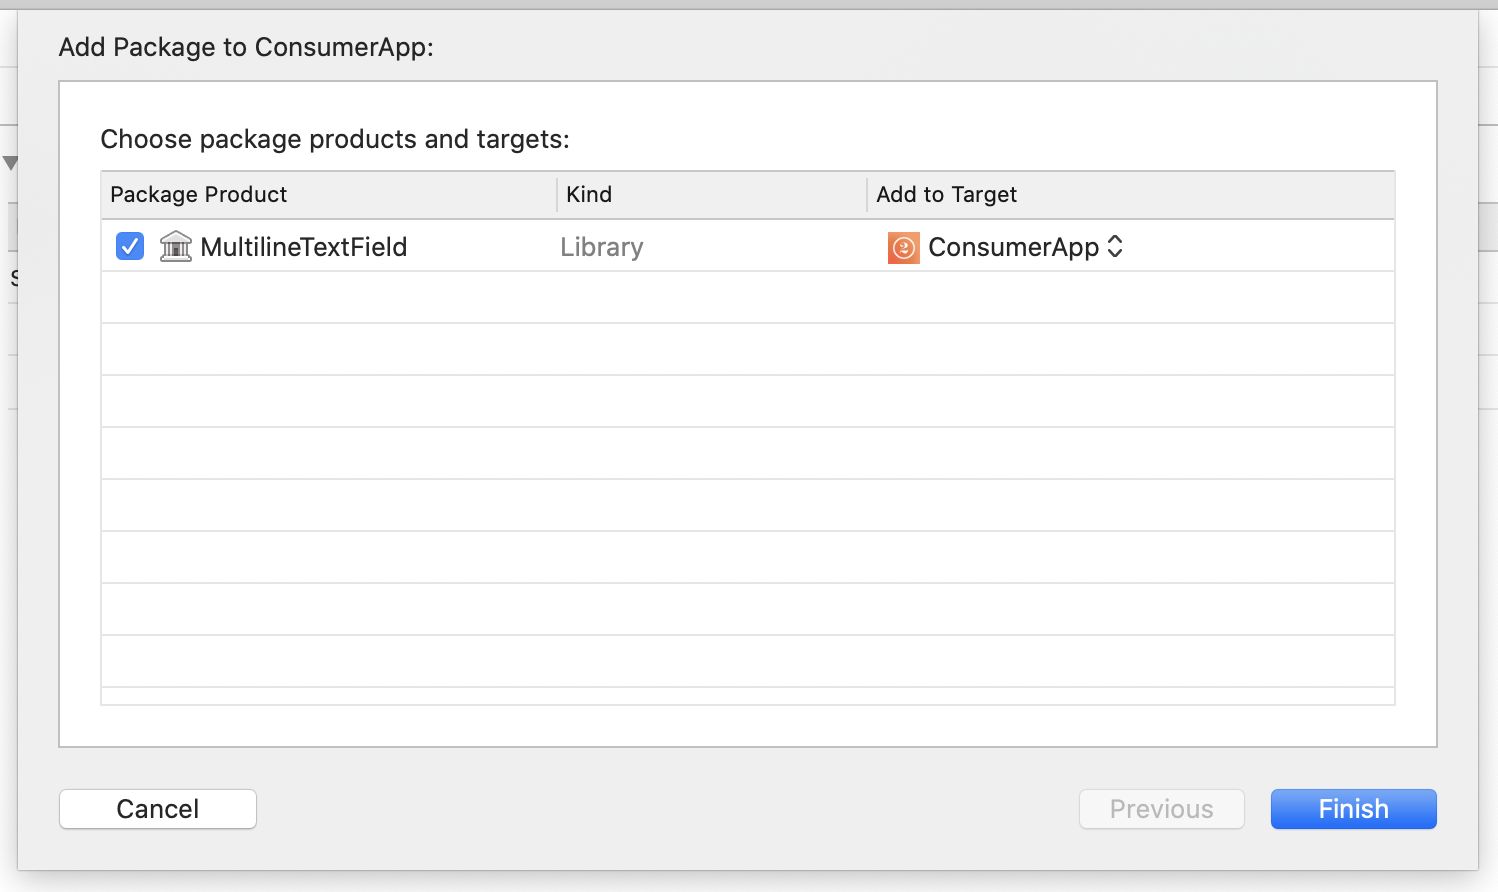 Add Package to ConsumerApp:
Choose package products and targets:
Package Product Kind Add to Target
MultilineTextField Library 2 ConsumerApp
Cancel Previous Finish